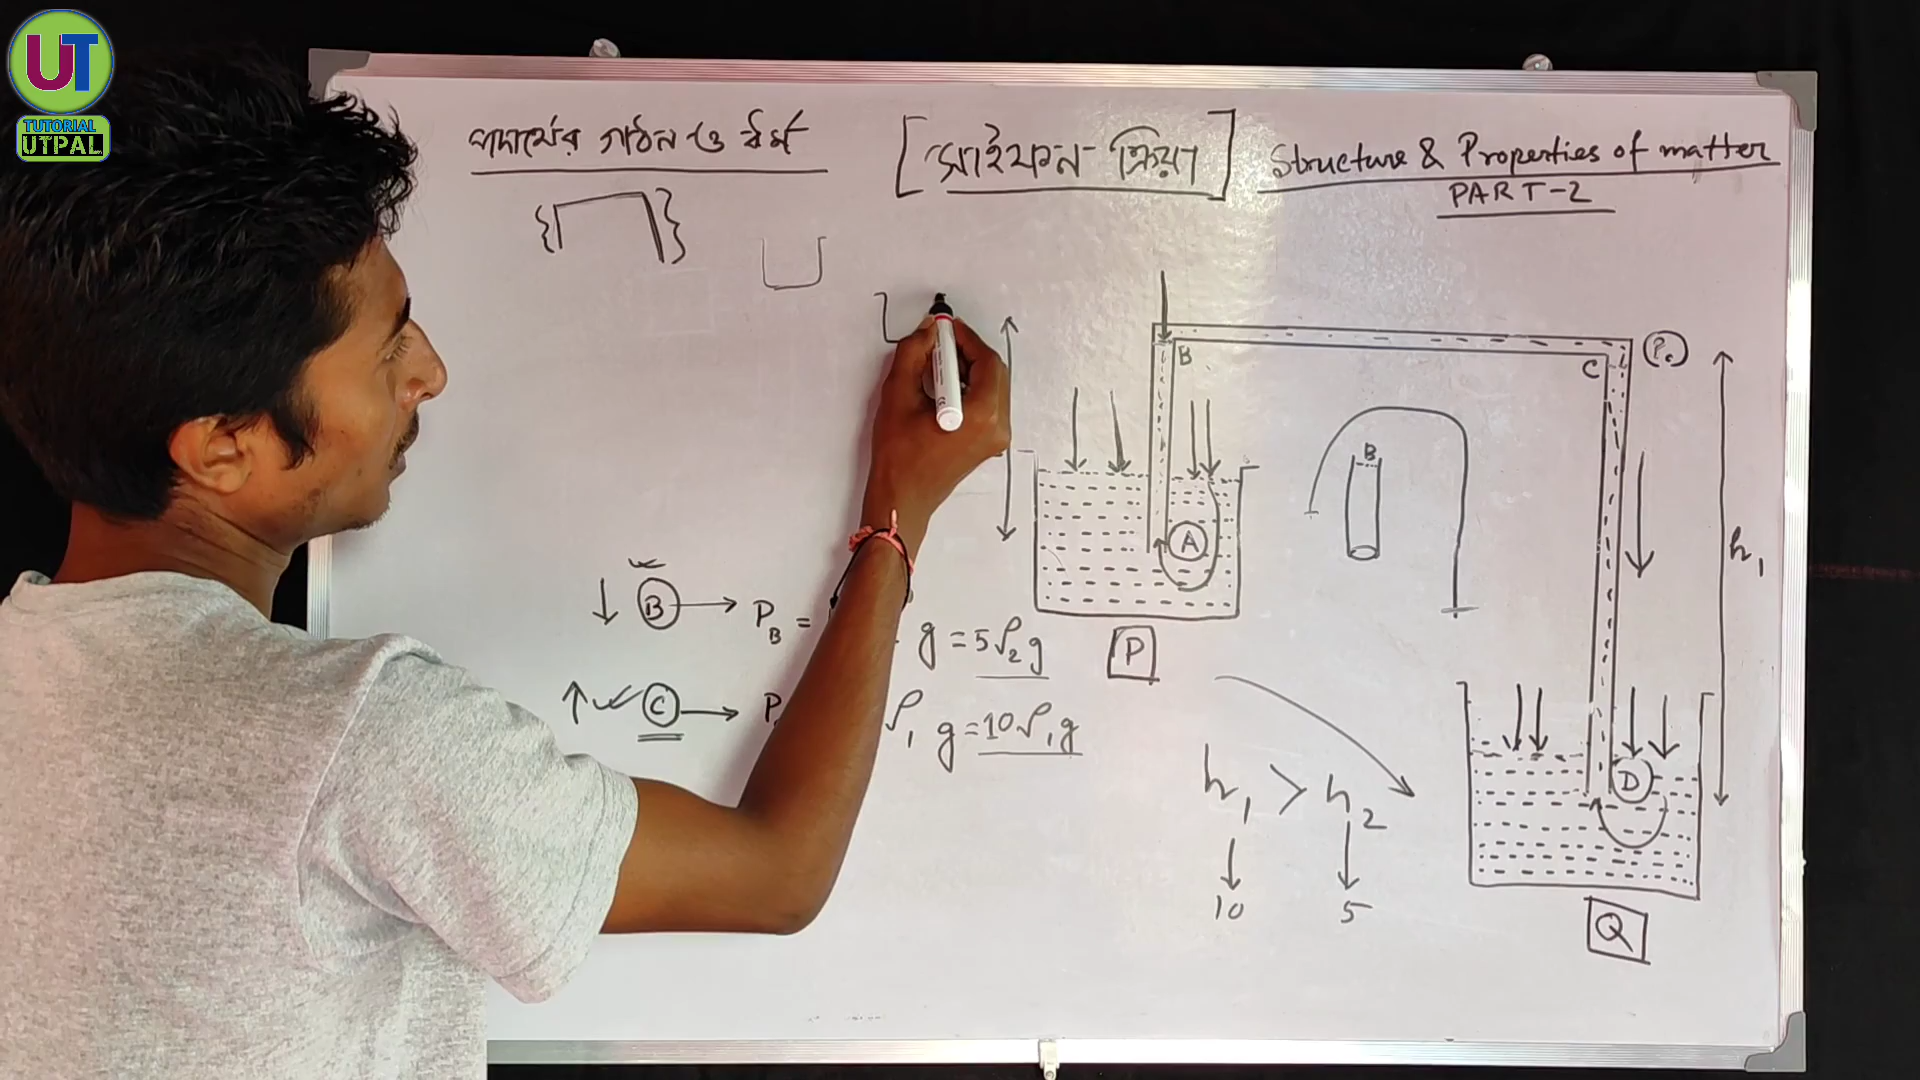 UT
TUTORIAL
UTPAL
পদার্থের গঠন ও ধর্ম
[সাইফন ক্রিয়া]
Structure & Properties of matter
PART-2
B
C
B
A
h₁
P
B → P_B =
g = 5ρ₂g
C →
ρ₁ g = 10ρ₁g
h₁ > h₂
10
5
D
Q